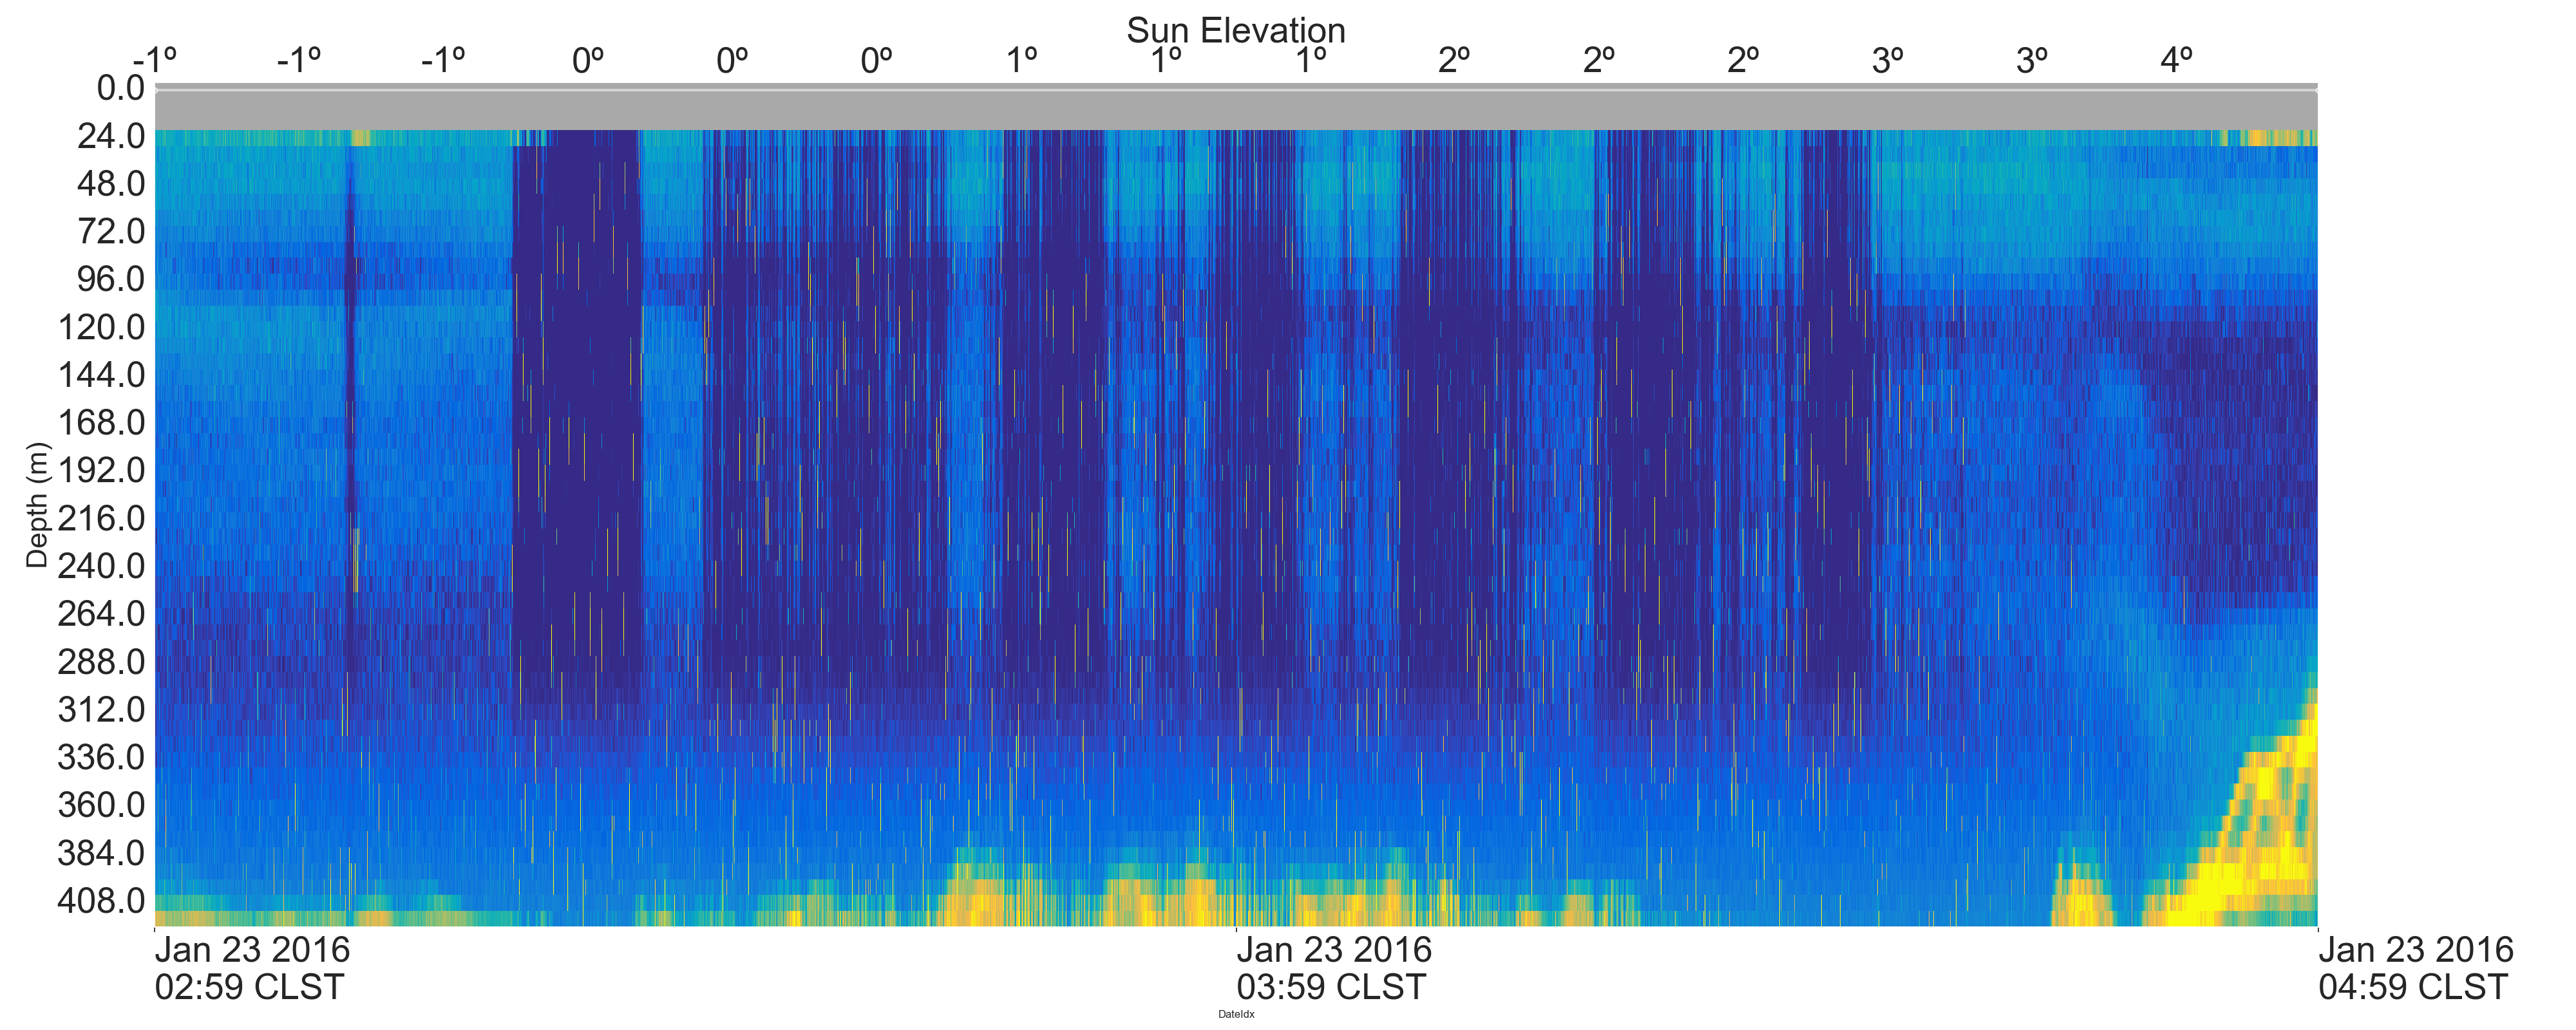 Sun Elevation
-1º -1º -1º 0º 0º 0º 1º 1º 1º 2º 2º 2º 3º 3º 4º
0.0
24.0
48.0
72.0
96.0
120.0
144.0
168.0
192.0
216.0
240.0
264.0
288.0
312.0
336.0
360.0
384.0
408.0
Depth (m)
Jan 23 2016
02:59 CLST
Jan 23 2016
03:59 CLST
Jan 23 2016
04:59 CLST
DateIdx